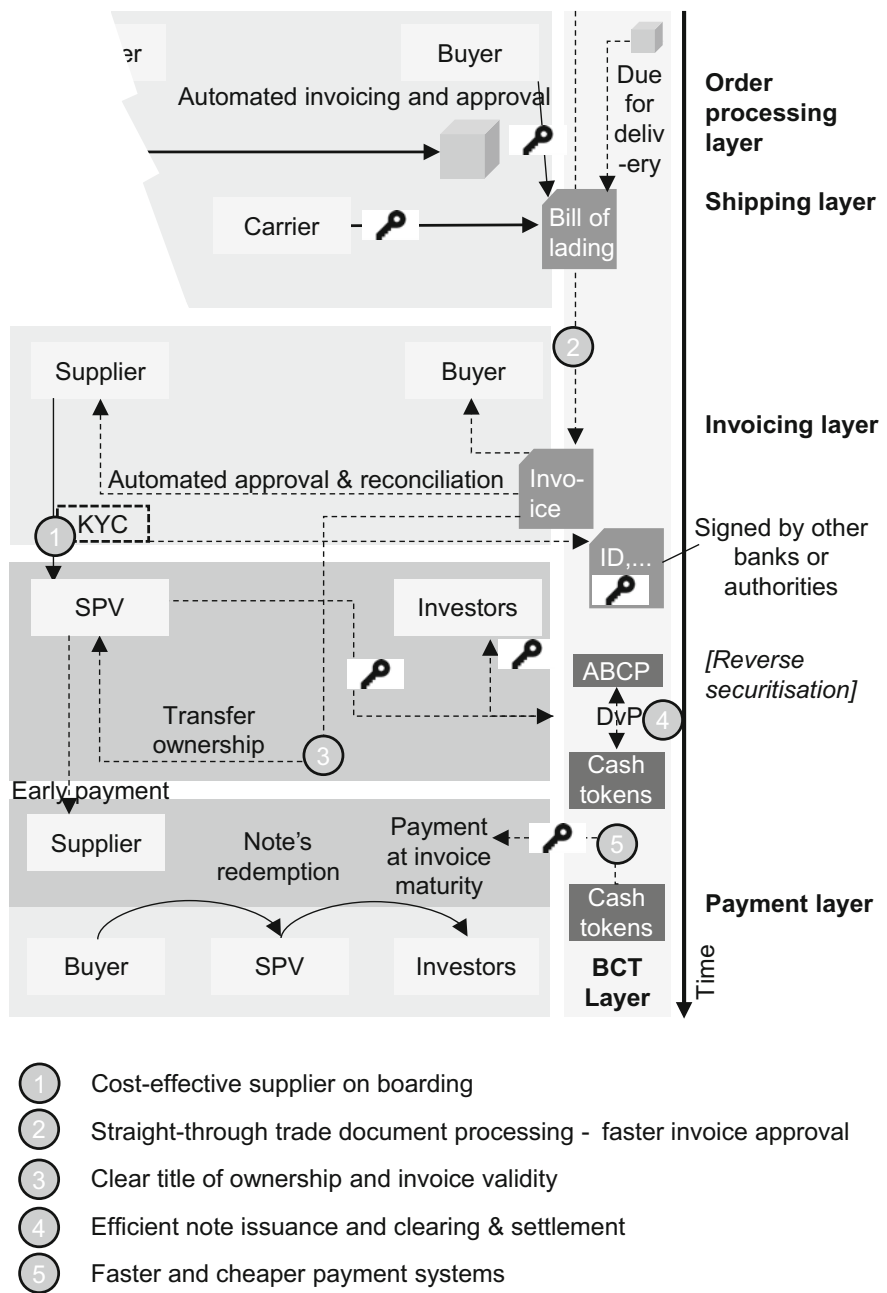 er
Buyer
Automated invoicing and approval
Due
for
deliv
-ery
Order
processing
layer
Shipping layer
Carrier
Bill of
lading
2
Supplier
Buyer
Invoicing layer
Automated approval & reconciliation
Invo-
ice
KYC
1
ID,...
Signed by other
banks or
authorities
SPV
Investors
ABCP
[Reverse
securitisation]
DvP
4
Transfer
ownership
3
Cash
tokens
Early payment
Supplier
Note's
redemption
Payment
at invoice
maturity
5
Cash
tokens
Payment layer
Buyer
SPV
Investors
BCT
Layer
Time
1 Cost-effective supplier on boarding
2 Straight-through trade document processing - faster invoice approval
3 Clear title of ownership and invoice validity
4 Efficient note issuance and clearing & settlement
5 Faster and cheaper payment systems